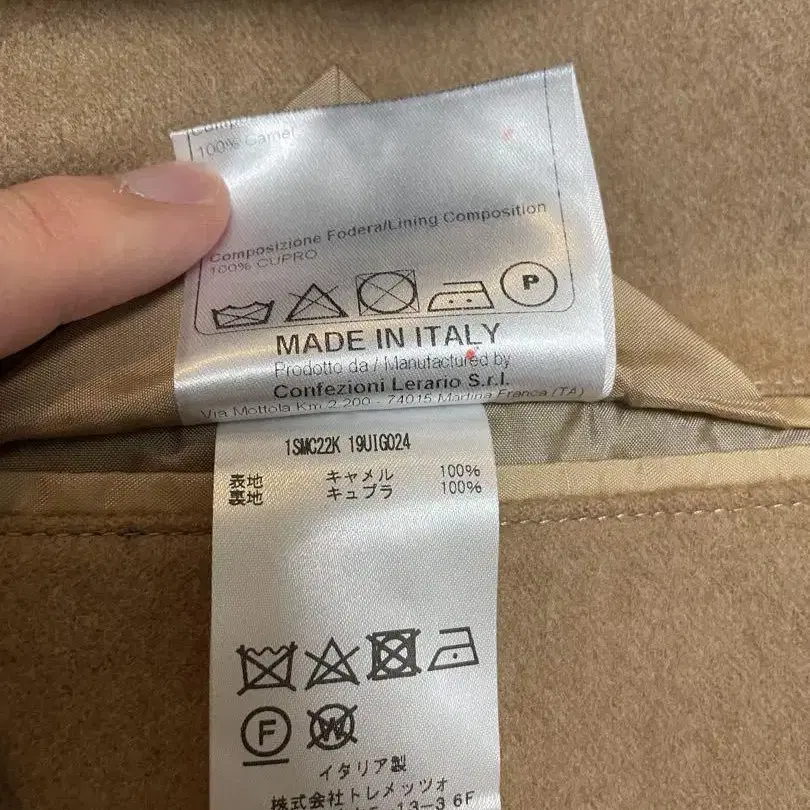 100% Camel
Composizione Fodera/Lining Composition
100% CUPRO
P
MADE IN ITALY
Prodotto da / Manufactured by
Confezioni Lerario S.r.l.
Via Mottola Km 2,200 - 74015 Martina Franca (TA)
1SMC22K 19UIG024
表地 キャメル 100%
裏地 キュプラ 100%
F W
イタリア製
株式会社トレメッツォ
13-3 6F